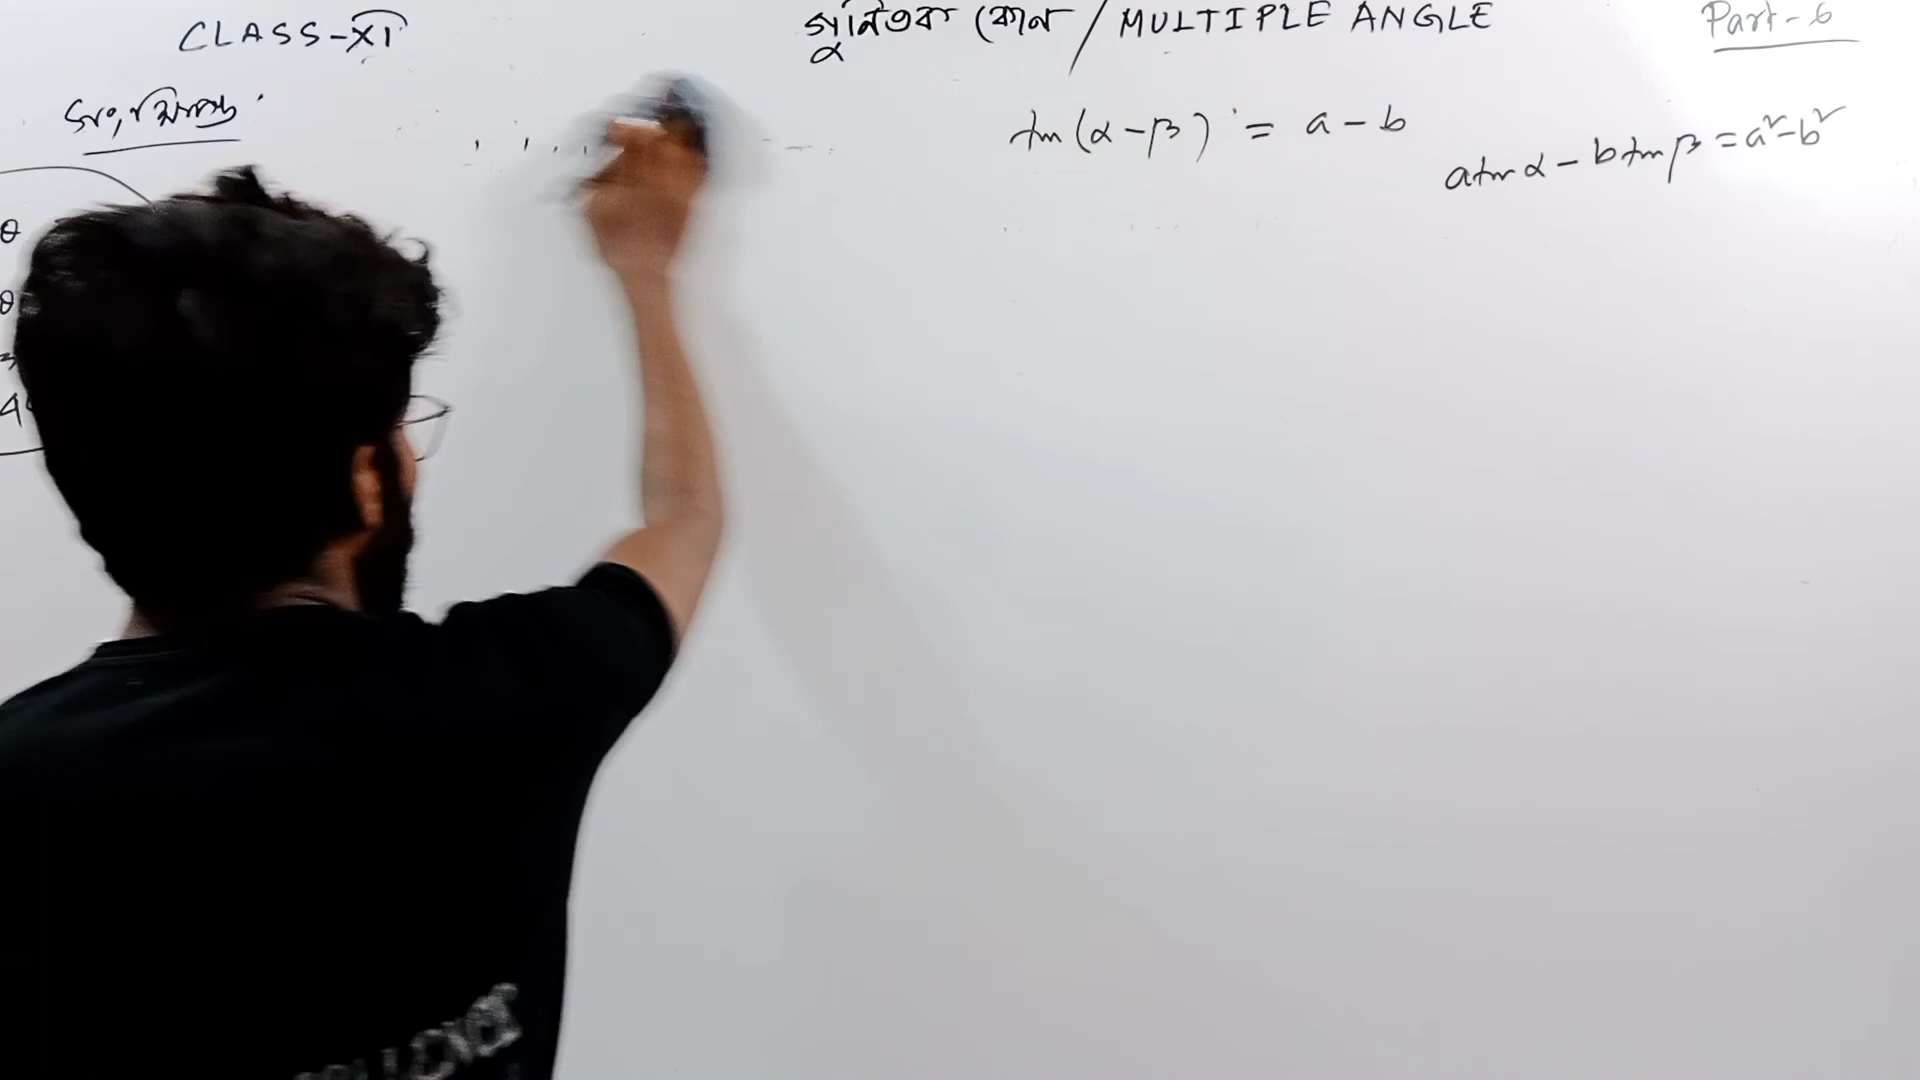 CLASS-XI
গুণিতক কোণ / MULTIPLE ANGLE
Part-6
tan(α-β) = a-b
a tan α - b tan β = a²-b²
θ
θ